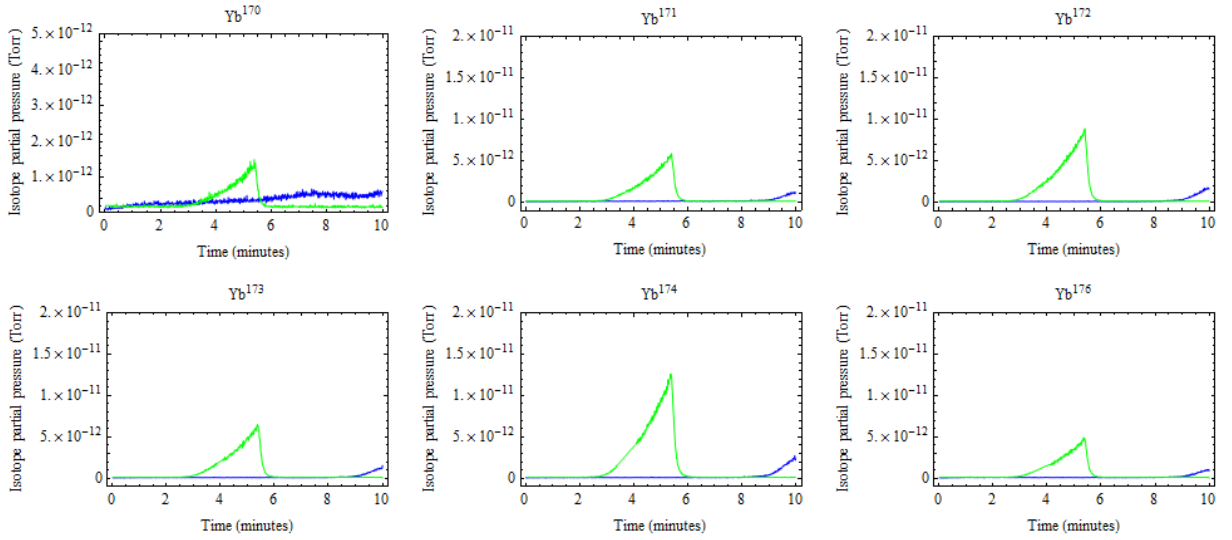 Yb170
Isotope partial pressure (Torr)
5.×10−12
4.×10−12
3.×10−12
2.×10−12
1.×10−12
0
0 2 4 6 8 10
Time (minutes)
Yb171
Isotope partial pressure (Torr)
2.×10−11
1.5×10−11
1.×10−11
5.×10−12
0
0 2 4 6 8 10
Time (minutes)
Yb172
Isotope partial pressure (Torr)
2.×10−11
1.5×10−11
1.×10−11
5.×10−12
0
0 2 4 6 8 10
Time (minutes)
Yb173
Isotope partial pressure (Torr)
2.×10−11
1.5×10−11
1.×10−11
5.×10−12
0
0 2 4 6 8 10
Time (minutes)
Yb174
Isotope partial pressure (Torr)
2.×10−11
1.5×10−11
1.×10−11
5.×10−12
0
0 2 4 6 8 10
Time (minutes)
Yb176
Isotope partial pressure (Torr)
2.×10−11
1.5×10−11
1.×10−11
5.×10−12
0
0 2 4 6 8 10
Time (minutes)